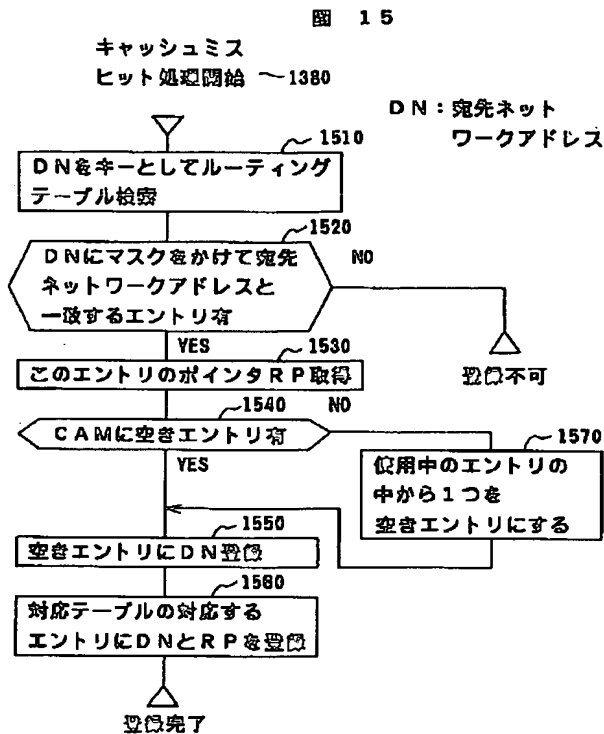 図 15
キャッシュミス
ヒット処理開始 〜1380
DN:宛先ネット
ワークアドレス
1510
DNをキーとしてルーティング
テーブル検索
1520
DNにマスクをかけて宛先
ネットワークアドレスと
一致するエントリ有
NO
YES
登録不可
1530
このエントリのポインタRP取得
1540
NO
CAMに空きエントリ有
YES
1570
使用中のエントリの
中から1つを
空きエントリにする
1550
空きエントリにDN登録
1560
対応テーブルの対応する
エントリにDNとRPを登録
登録完了